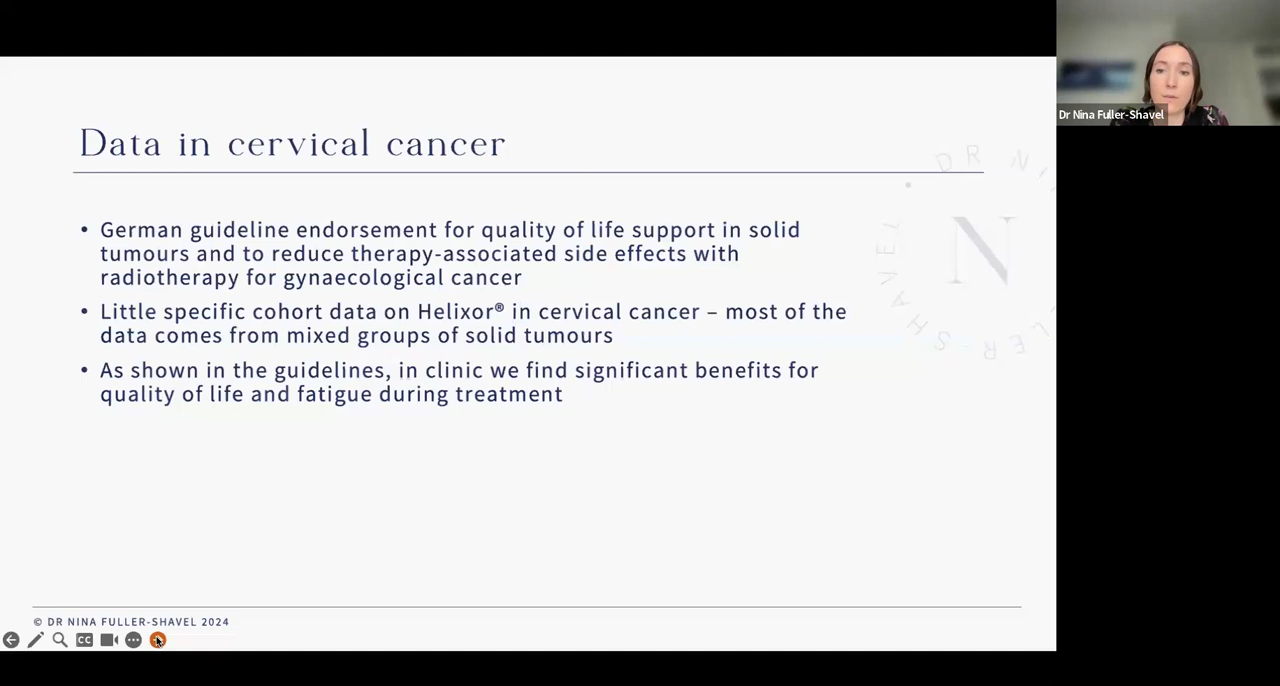 Data in cervical cancer
• German guideline endorsement for quality of life support in solid
tumours and to reduce therapy-associated side effects with
radiotherapy for gynaecological cancer
• Little specific cohort data on Helixor® in cervical cancer – most of the
data comes from mixed groups of solid tumours
• As shown in the guidelines, in clinic we find significant benefits for
quality of life and fatigue during treatment
© DR NINA FULLER-SHAVEL 2024
CC
Dr Nina Fuller-Shavel
N